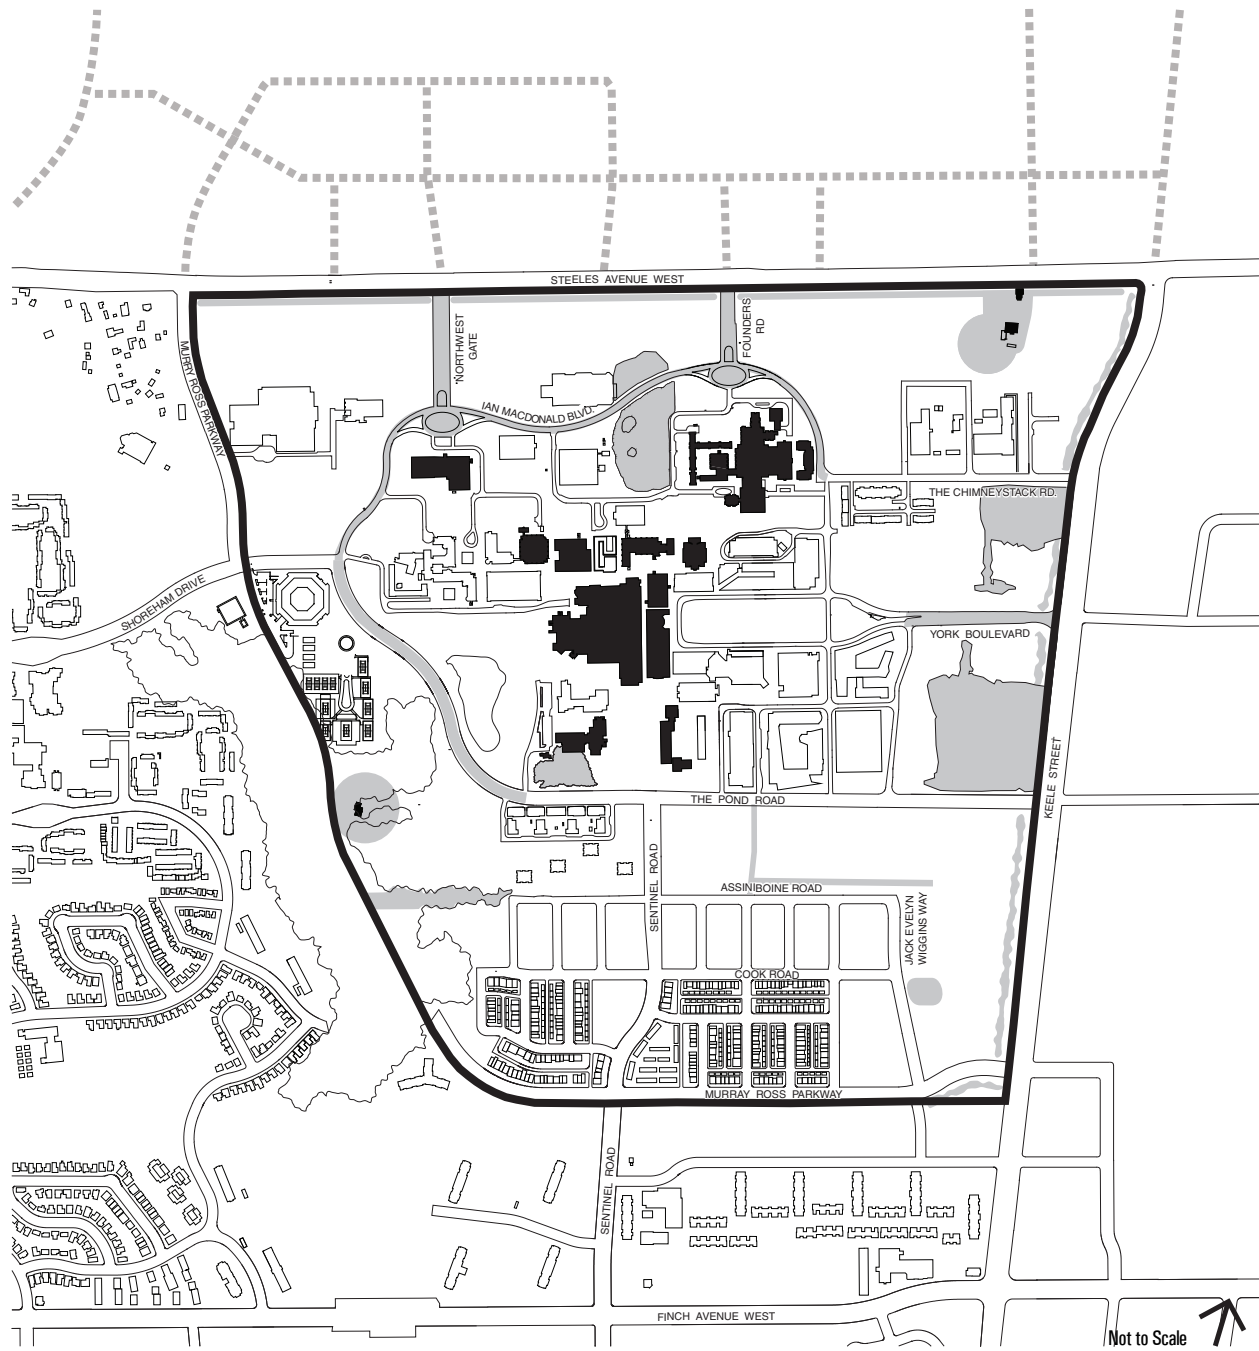 STEELES AVENUE WEST
NORTHWEST
GATE
FOUNDERS
RD
MURRY ROSS PARKWAY
IAN MACDONALD BLVD.
THE CHIMNEYSTACK RD.
SHOREHAM DRIVE
YORK BOULEVARD
KEELE STREET
THE POND ROAD
SENTINEL ROAD
ASSINIBOINE ROAD
JACK EVELYN
WIGGINS WAY
COOK ROAD
MURRAY ROSS PARKWAY
SENTINEL ROAD
FINCH AVENUE WEST
Not to Scale